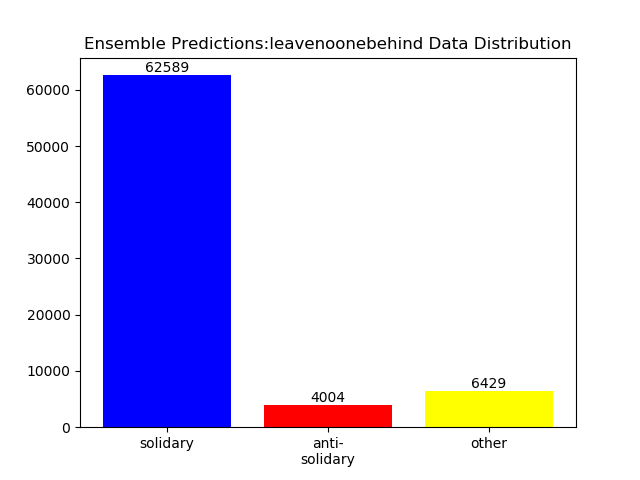 Ensemble Predictions:leavenoonebehind Data Distribution
62589
60000
50000
40000
30000
20000
10000
0
4004
6429
solidary
anti-
solidary
other